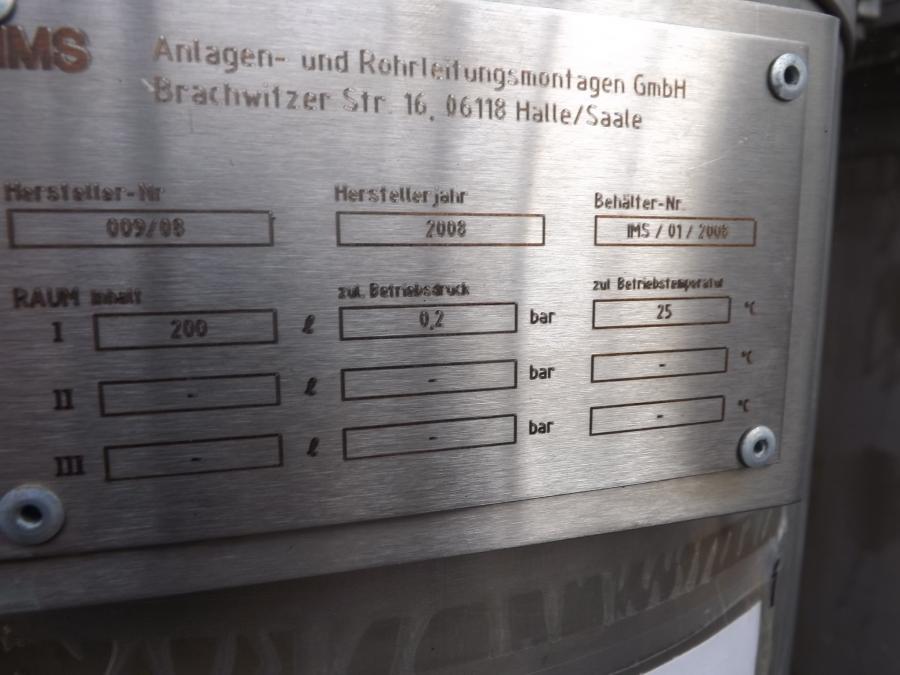 IMS
Anlagen- und Rohrleitungsmontagen GmbH
Brachwitzer Str. 16, 06118 Halle/Saale
Hersteller-Nr Herstellerjahr Behälter-Nr.
009/08 2008 IMS / 01 / 2008
RAUM Inhalt zul. Betriebsdruck zul Betriebstemperatur
I 200 ℓ 0,2 bar 25 °C
II - ℓ - bar - °C
III - ℓ - bar - °C